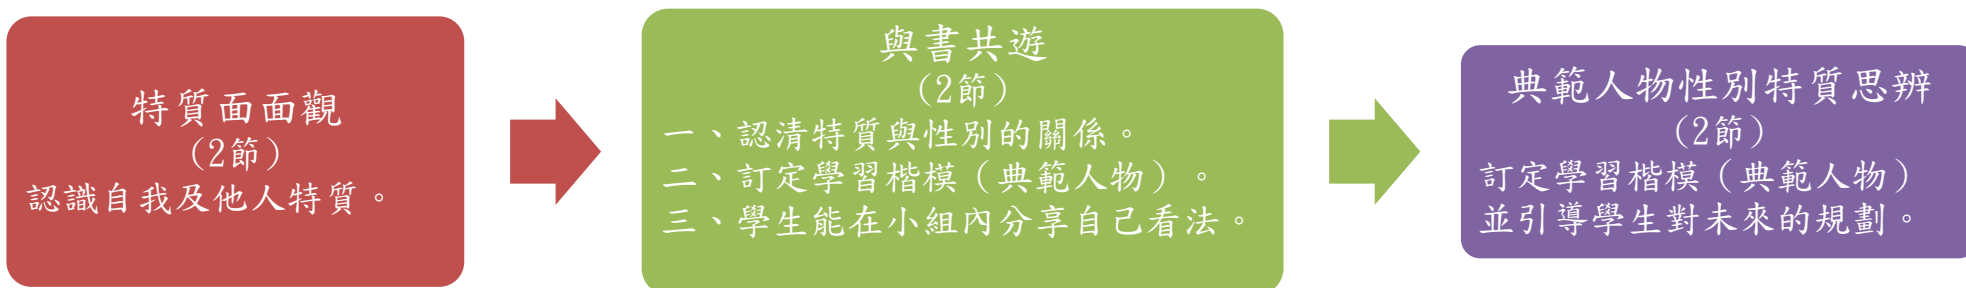 特質面面觀
（2節）
認識自我及他人特質。
與書共遊
（2節）
一、認清特質與性別的關係。
二、訂定學習楷模（典範人物）。
三、學生能在小組內分享自己看法。
典範人物性別特質思辨
（2節）
訂定學習楷模（典範人物）
並引導學生對未來的規劃。